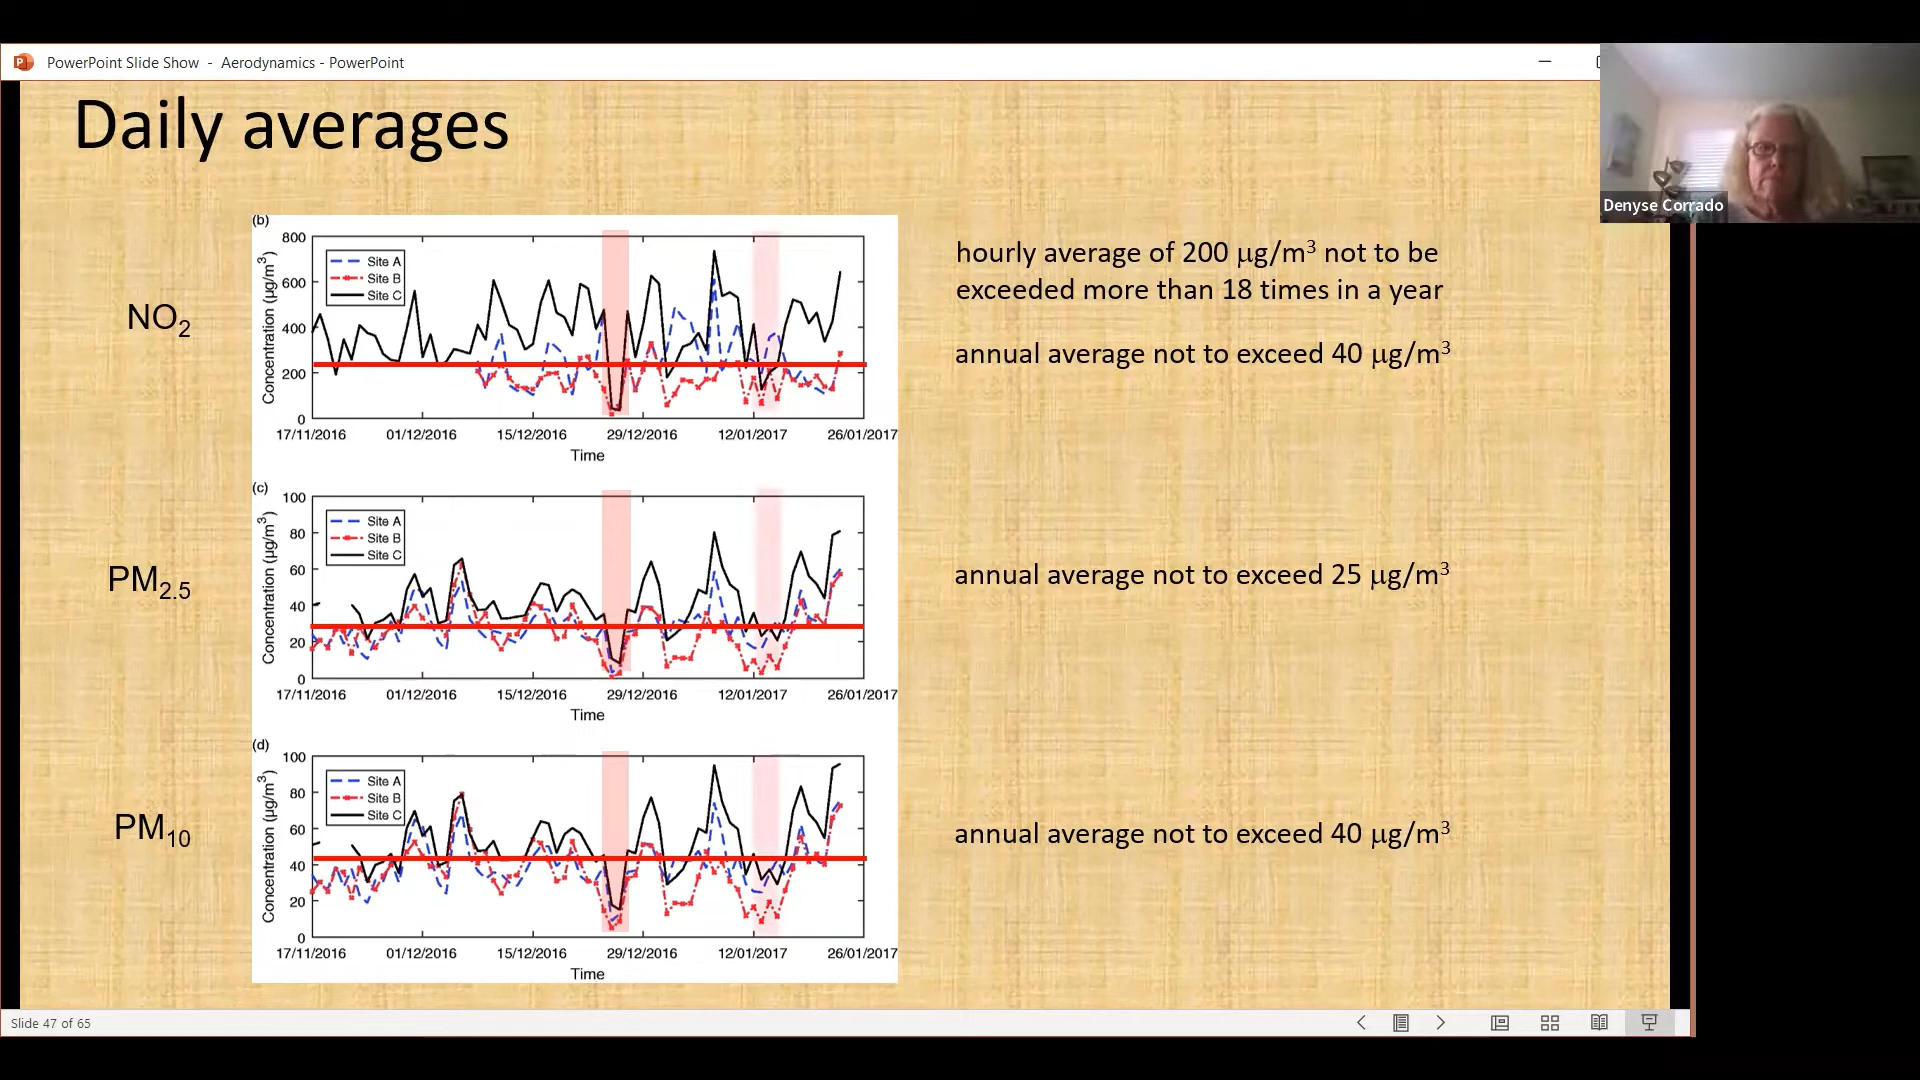 PowerPoint Slide Show - Aerodynamics - PowerPoint
Denyse Corrado
Daily averages
NO2
(b)
800
600
400
200
0
Concentration (µg/m3)
Site A
Site B
Site C
17/11/2016 01/12/2016 15/12/2016 29/12/2016 12/01/2017 26/01/2017
Time
hourly average of 200 µg/m3 not to be
exceeded more than 18 times in a year
annual average not to exceed 40 µg/m3
PM2.5
(c)
100
80
60
40
20
0
Concentration (µg/m3)
Site A
Site B
Site C
17/11/2016 01/12/2016 15/12/2016 29/12/2016 12/01/2017 26/01/2017
Time
annual average not to exceed 25 µg/m3
PM10
(d)
100
80
60
40
20
0
Concentration (µg/m3)
Site A
Site B
Site C
17/11/2016 01/12/2016 15/12/2016 29/12/2016 12/01/2017 26/01/2017
Time
annual average not to exceed 40 µg/m3
Slide 47 of 65